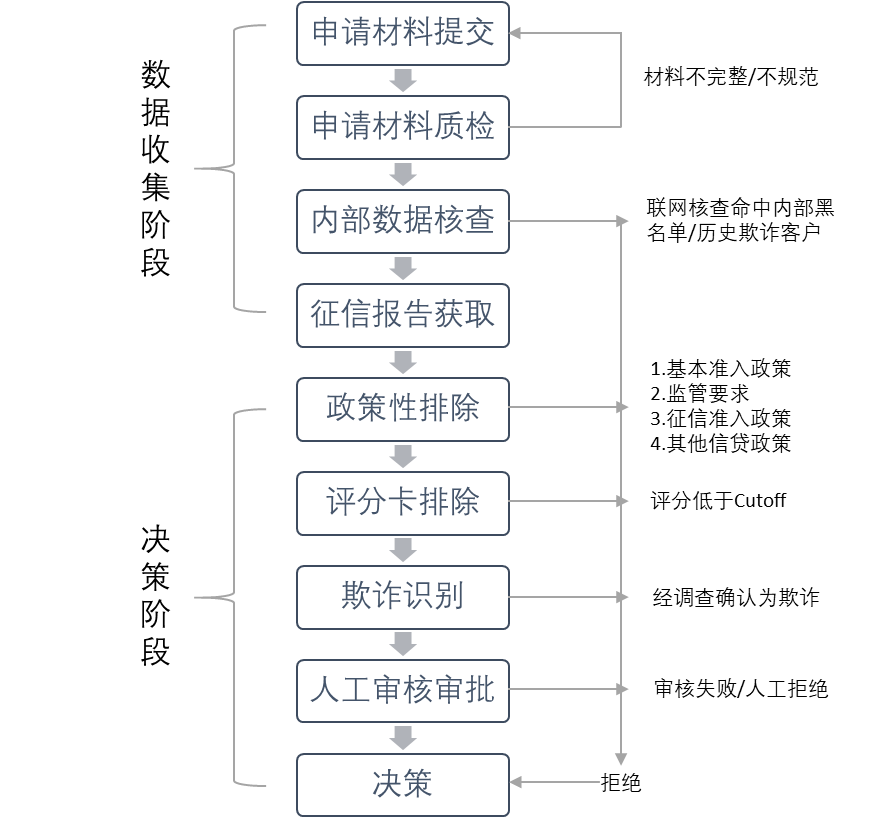 数据收集阶段
申请材料提交
材料不完整/不规范
申请材料质检
内部数据核查
联网核查命中内部黑
名单/历史欺诈客户
征信报告获取
决策阶段
政策性排除
1.基本准入政策
2.监管要求
3.征信准入政策
4.其他信贷政策
评分卡排除
评分低于Cutoff
欺诈识别
经调查确认为欺诈
人工审核审批
审核失败/人工拒绝
决策
拒绝